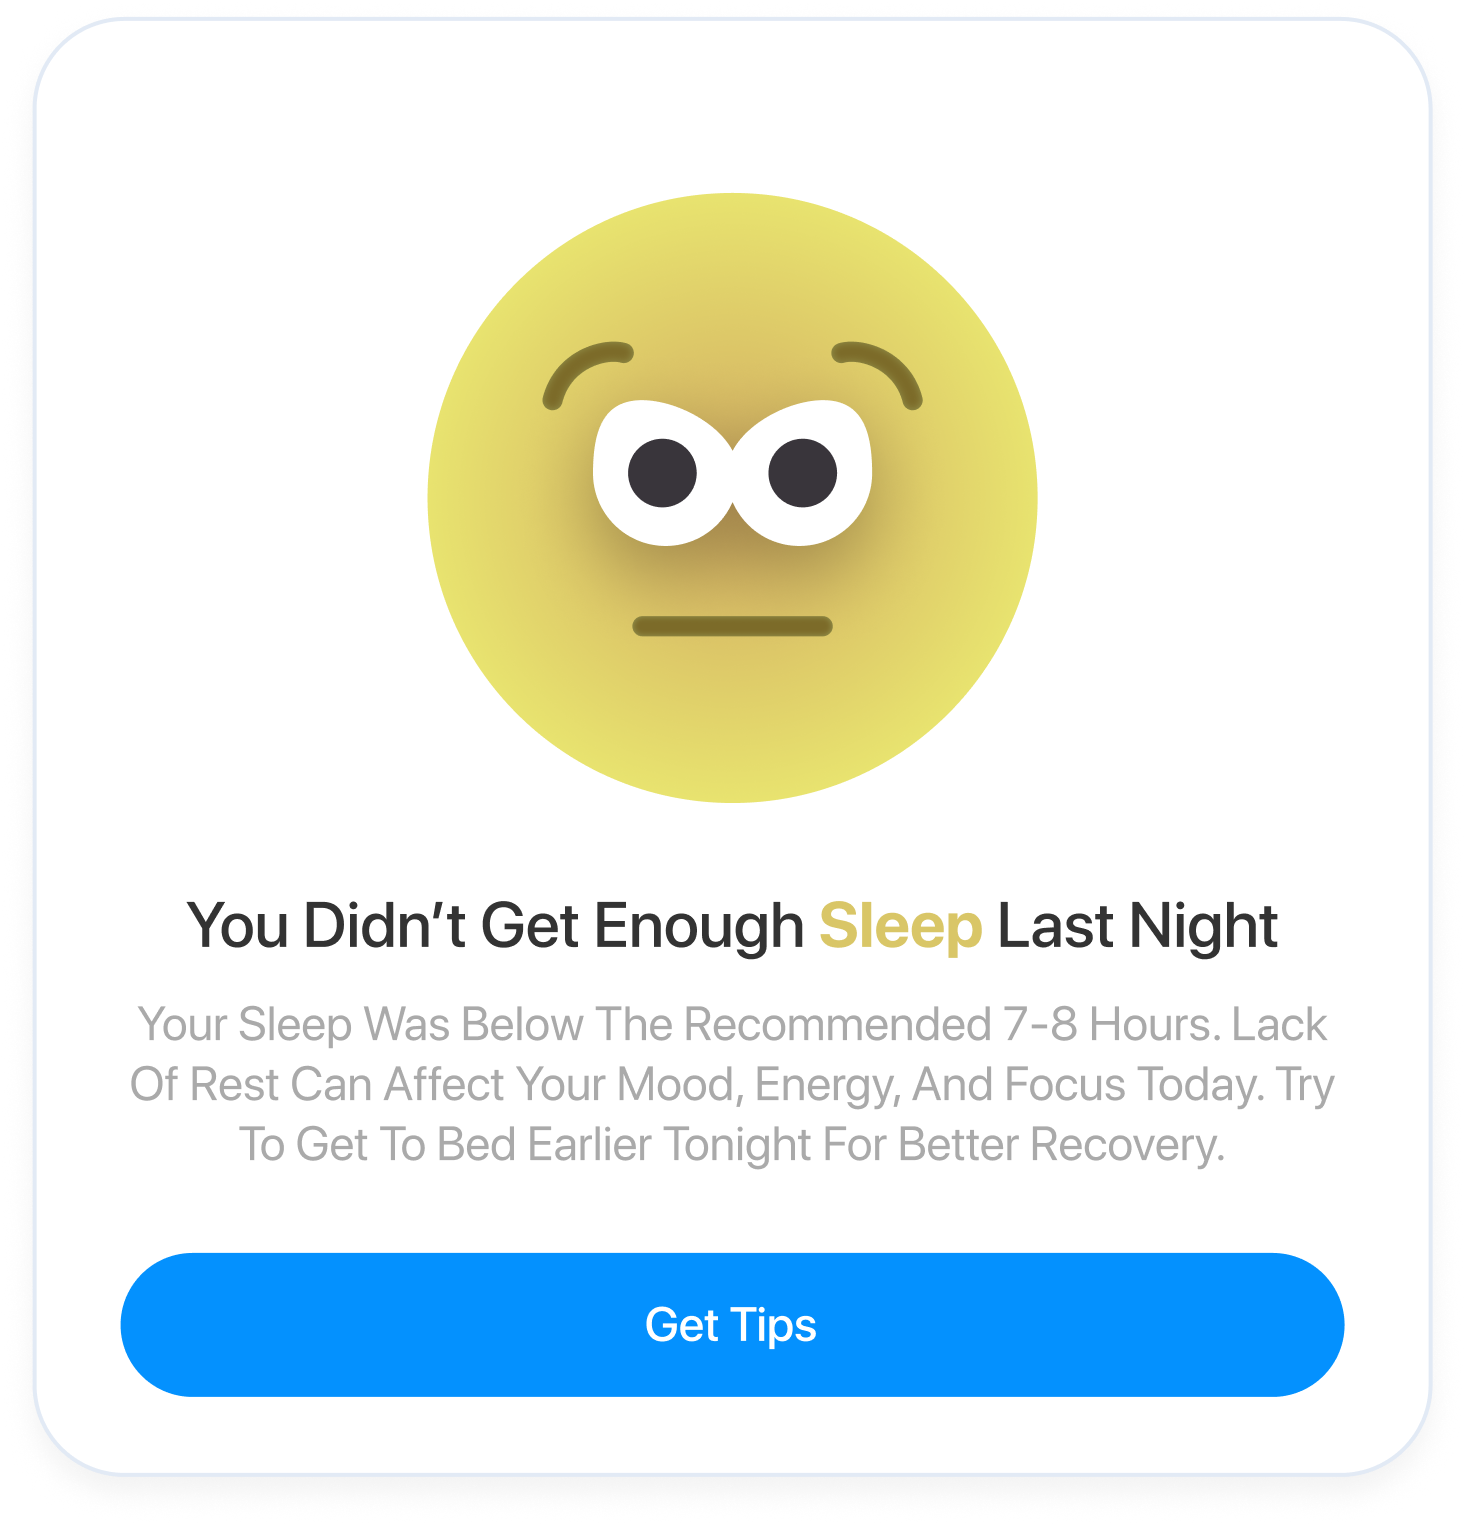 You Didn’t Get Enough Sleep Last Night
Your Sleep Was Below The Recommended 7-8 Hours. Lack
Of Rest Can Affect Your Mood, Energy, And Focus Today. Try
To Get To Bed Earlier Tonight For Better Recovery.
Get Tips